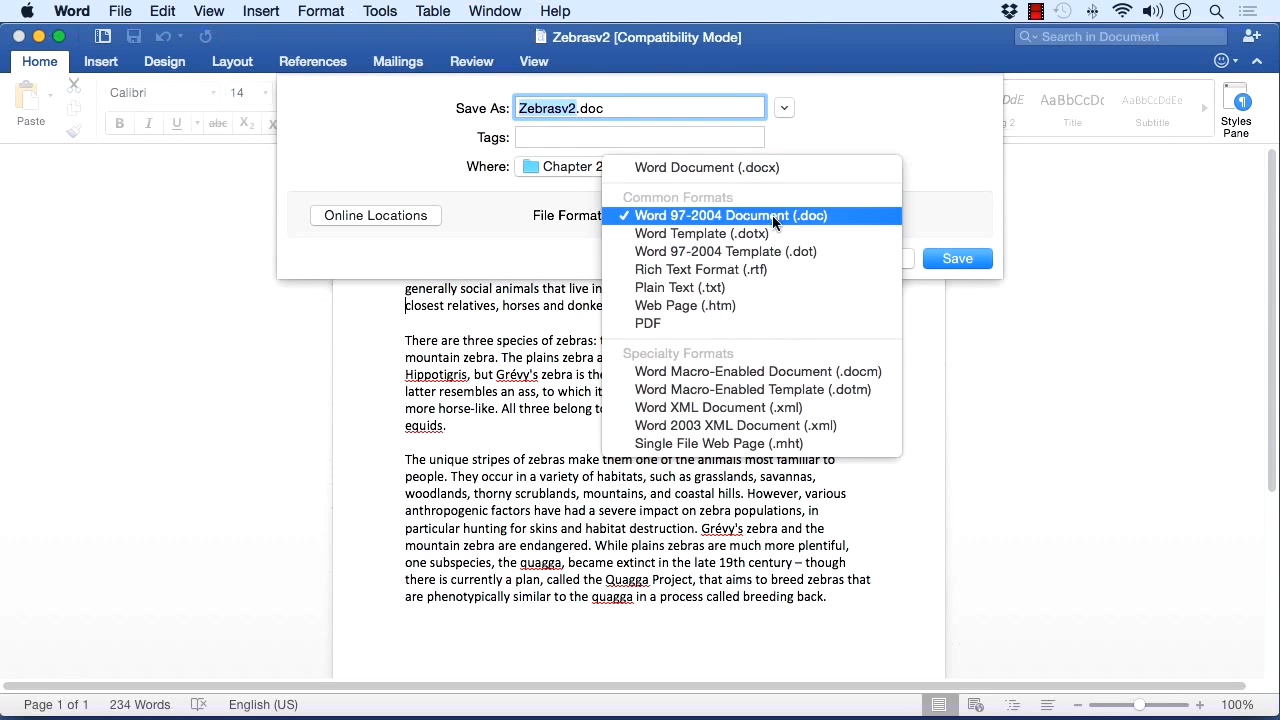 Word File Edit View Insert Format Tools Table Window Help
Zebrasv2 [Compatibility Mode]
Search in Document
Home Insert Design Layout References Mailings Review View
Paste
Calibri 14
B I U abc X2
Save As: Zebrasv2.doc
Tags:
Where: Chapter 2
Online Locations
File Format
Word Document (.docx)
Common Formats
✓ Word 97-2004 Document (.doc)
Word Template (.dotx)
Word 97-2004 Template (.dot)
Rich Text Format (.rtf)
Plain Text (.txt)
Web Page (.htm)
PDF
Specialty Formats
Word Macro-Enabled Document (.docm)
Word Macro-Enabled Template (.dotm)
Word XML Document (.xml)
Word 2003 XML Document (.xml)
Single File Web Page (.mht)
Save
AaBbCcDc AaBbCcDdEe
Title Subtitle
Styles
Pane
generally social animals that live in
closest relatives, horses and donke
There are three species of zebras:
mountain zebra. The plains zebra a
Hippotigris, but Grévy's zebra is the
latter resembles an ass, to which it
more horse-like. All three belong to
equids.
The unique stripes of zebras make them one of the animals most familiar to
people. They occur in a variety of habitats, such as grasslands, savannas,
woodlands, thorny scrublands, mountains, and coastal hills. However, various
anthropogenic factors have had a severe impact on zebra populations, in
particular hunting for skins and habitat destruction. Grévy's zebra and the
mountain zebra are endangered. While plains zebras are much more plentiful,
one subspecies, the quagga, became extinct in the late 19th century – though
there is currently a plan, called the Quagga Project, that aims to breed zebras that
are phenotypically similar to the quagga in a process called breeding back.
Page 1 of 1 234 Words English (US) 100%